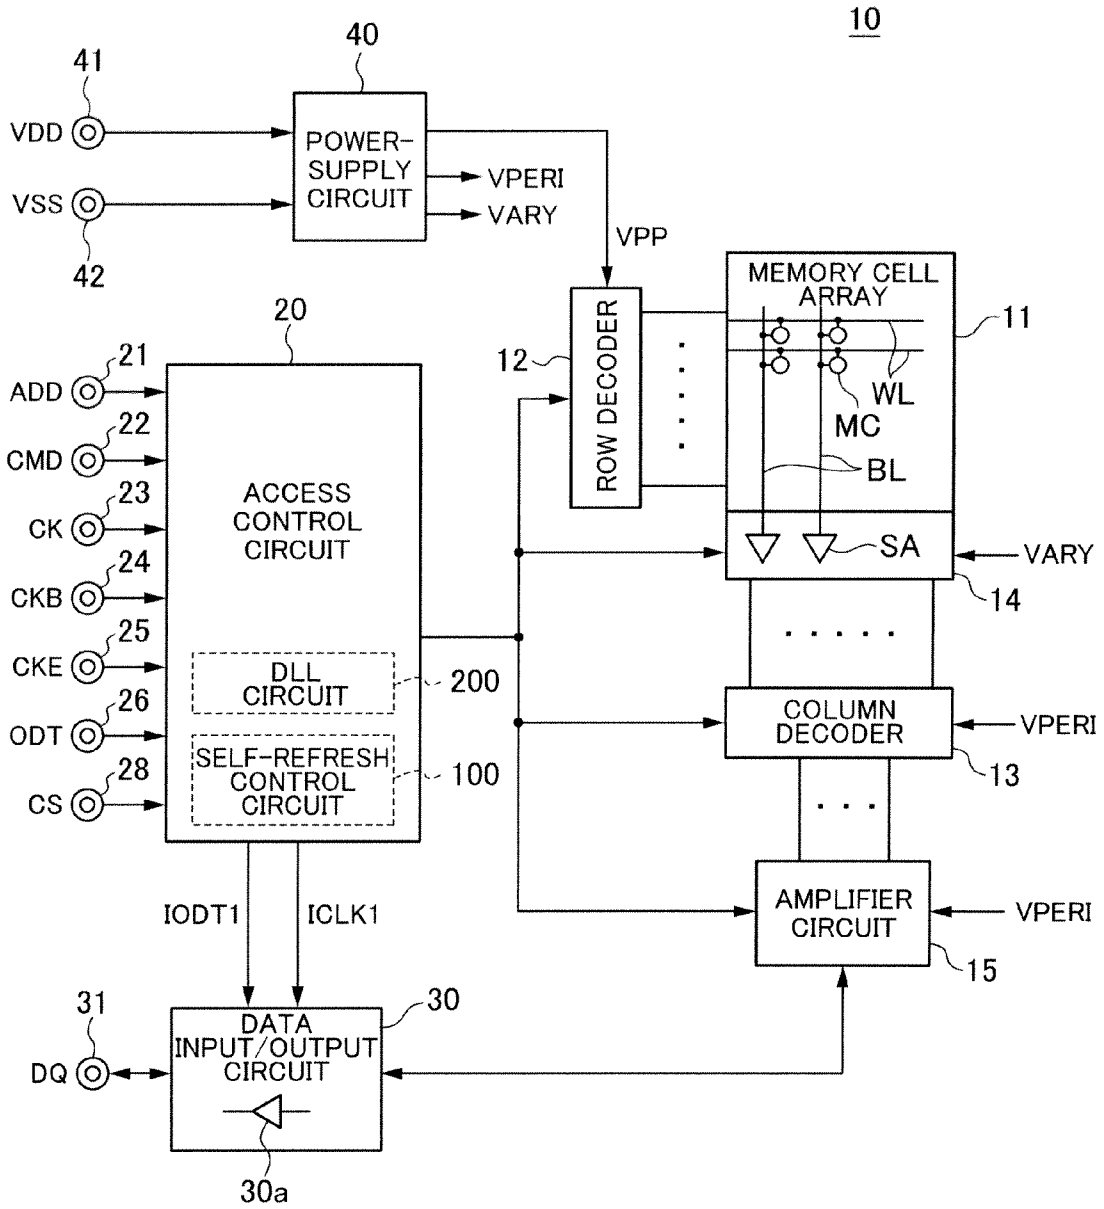 10
41
40
VDD
POWER-
SUPPLY
CIRCUIT
VPERI
VSS
VARY
42
VPP
MEMORY CELL
ARRAY
11
20
12
ROW DECODER
WL
MC
BL
21
ADD
22
CMD
23
CK
ACCESS
CONTROL
CIRCUIT
SA
VARY
14
24
CKB
25
CKE
DLL
CIRCUIT
200
26
ODT
COLUMN
DECODER
VPERI
13
SELF-REFRESH
CONTROL
CIRCUIT
100
28
CS
IODT1
ICLK1
AMPLIFIER
CIRCUIT
VPERI
15
31
30
DQ
DATA
INPUT/OUTPUT
CIRCUIT
30a